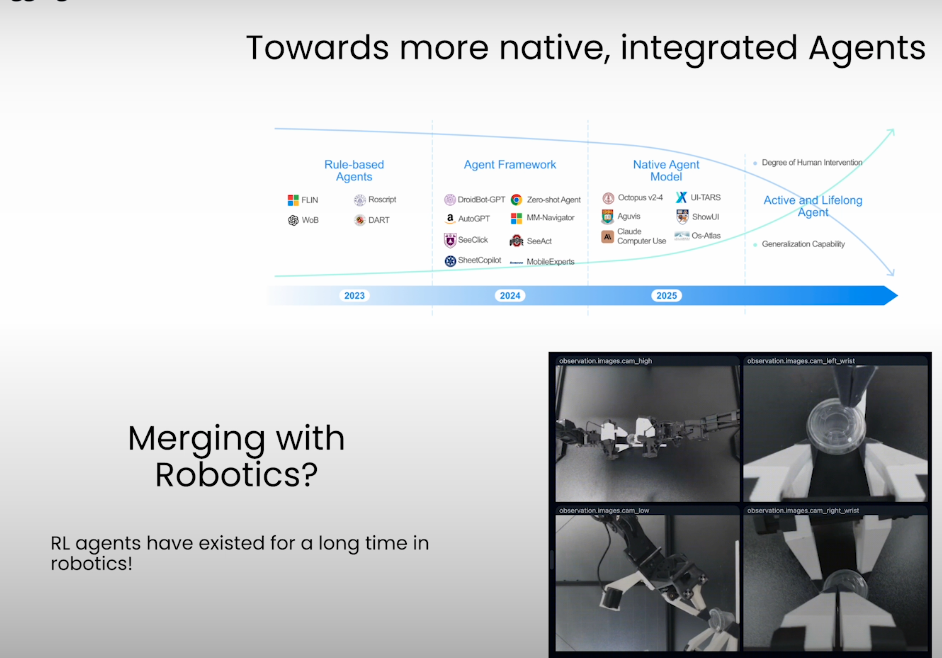 Towards more native, integrated Agents
Rule-based
Agents
FLIN
Roscript
WoB
DART
Agent Framework
DroidBot-GPT
Zero-shot Agent
AutoGPT
MM-Navigator
SeeClick
SeeAct
SheetCopilot
MobileExperts
Native Agent
Model
Octopus v2-4
UI-TARS
Aguvis
ShowUI
Claude
Computer Use
Os-Atlas
Degree of Human Intervention
Active and Lifelong
Agent
Generalization Capability
2023
2024
2025
Merging with
Robotics?
RL agents have existed for a long time in
robotics!
observation.images.cam_high
observation.images.cam_left_wrist
observation.images.cam_low
observation.images.cam_right_wrist